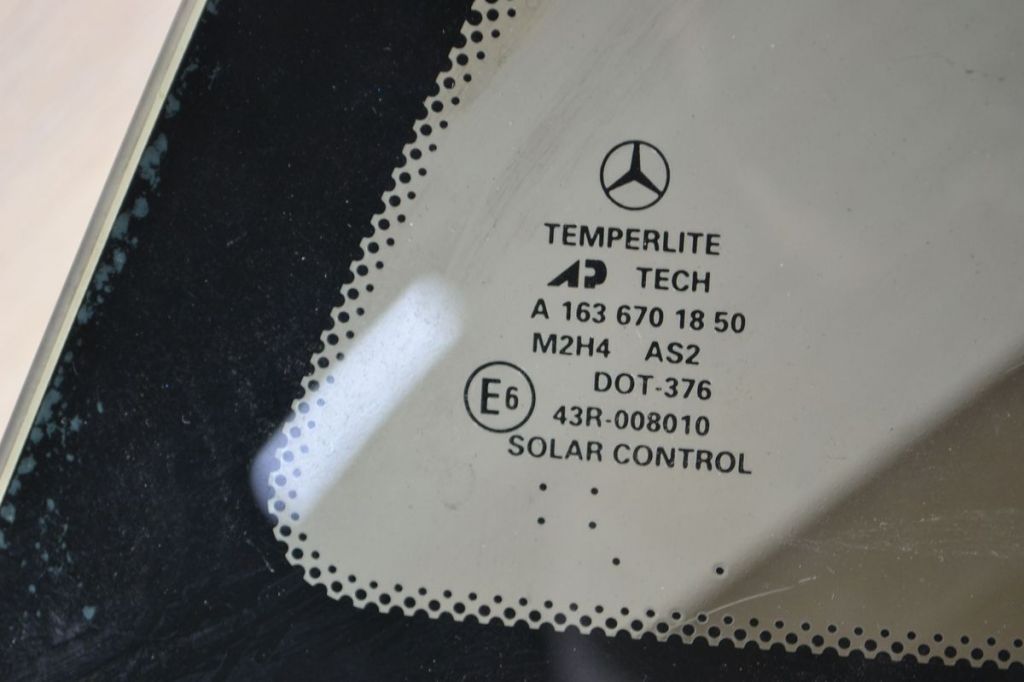 TEMPERLITE
AP TECH
A 163 670 18 50
M2H4 AS2
DOT-376
E6 43R-008010
SOLAR CONTROL